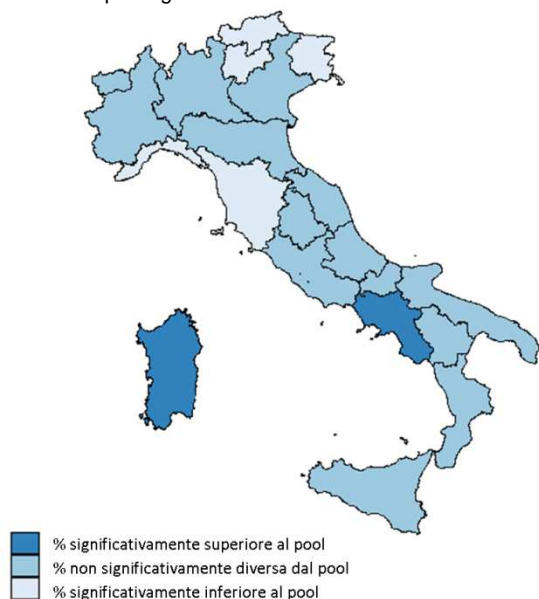 % significativamente superiore al pool
% non significativamente diversa dal pool
% significativamente inferiore al pool